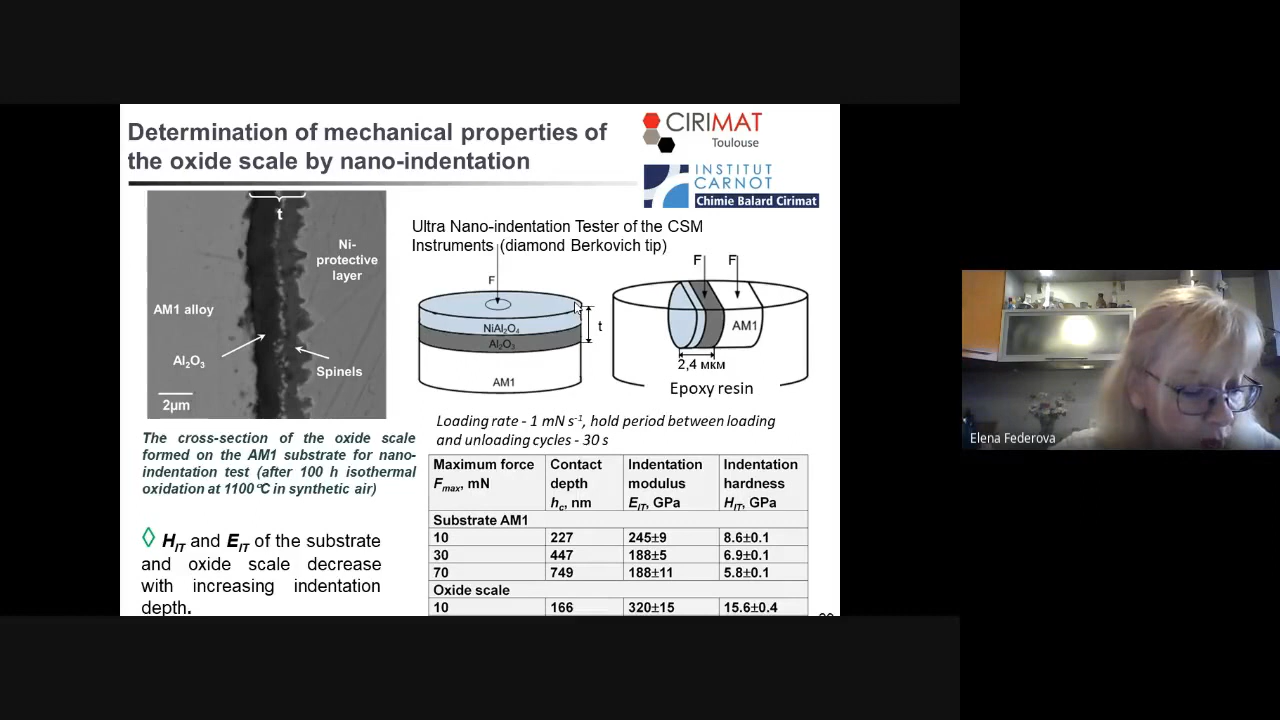 Determination of mechanical properties of
the oxide scale by nano-indentation
CIRIMAT
Toulouse
INSTITUT
CARNOT
Chimie Balard Cirimat
t
Ni-
protective
layer
AM1 alloy
Al₂O₃
Spinels
2µm
The cross-section of the oxide scale
formed on the AM1 substrate for nano-
indentation test (after 100 h isothermal
oxidation at 1100°C in synthetic air)
◊ H_IT and E_IT of the substrate
and oxide scale decrease
with increasing indentation
depth.
Ultra Nano-indentation Tester of the CSM
Instruments (diamond Berkovich tip)
F
NiAl₂O₄
Al₂O₃
AM1
t
F F
AM1
2,4 мкм
Epoxy resin
Loading rate - 1 mN s⁻¹, hold period between loading
and unloading cycles - 30 s
Maximum force F_max, mN | Contact depth h_c, nm | Indentation modulus E_IT, GPa | Indentation hardness H_IT, GPa
Substrate AM1
10 227 245±9 8.6±0.1
30 447 188±5 6.9±0.1
70 749 188±11 5.8±0.1
Oxide scale
10 166 320±15 15.6±0.4
Elena Federova